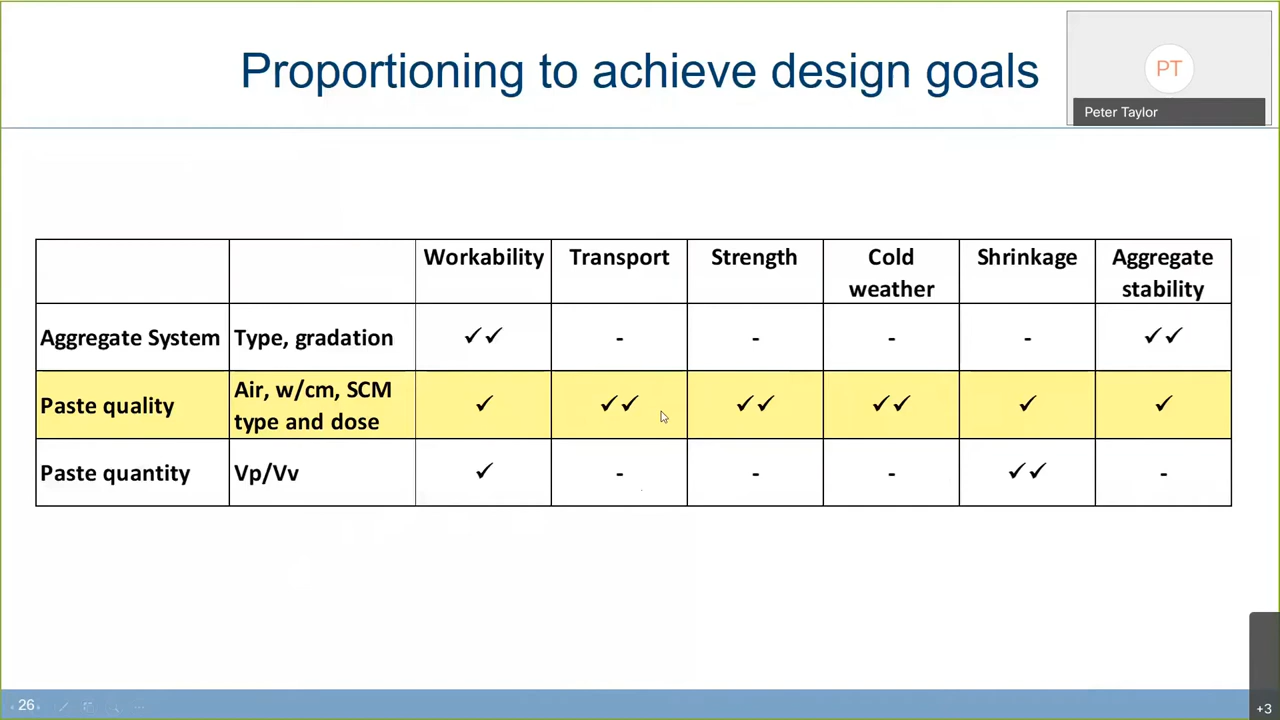 Proportioning to achieve design goals
PT
Peter Taylor
Workability Transport Strength Cold weather Shrinkage Aggregate stability
Aggregate System Type, gradation ✓✓ - - - - ✓✓
Paste quality Air, w/cm, SCM type and dose ✓ ✓✓ ✓✓ ✓✓ ✓ ✓
Paste quantity Vp/Vv ✓ - - - ✓✓ -
26
+3